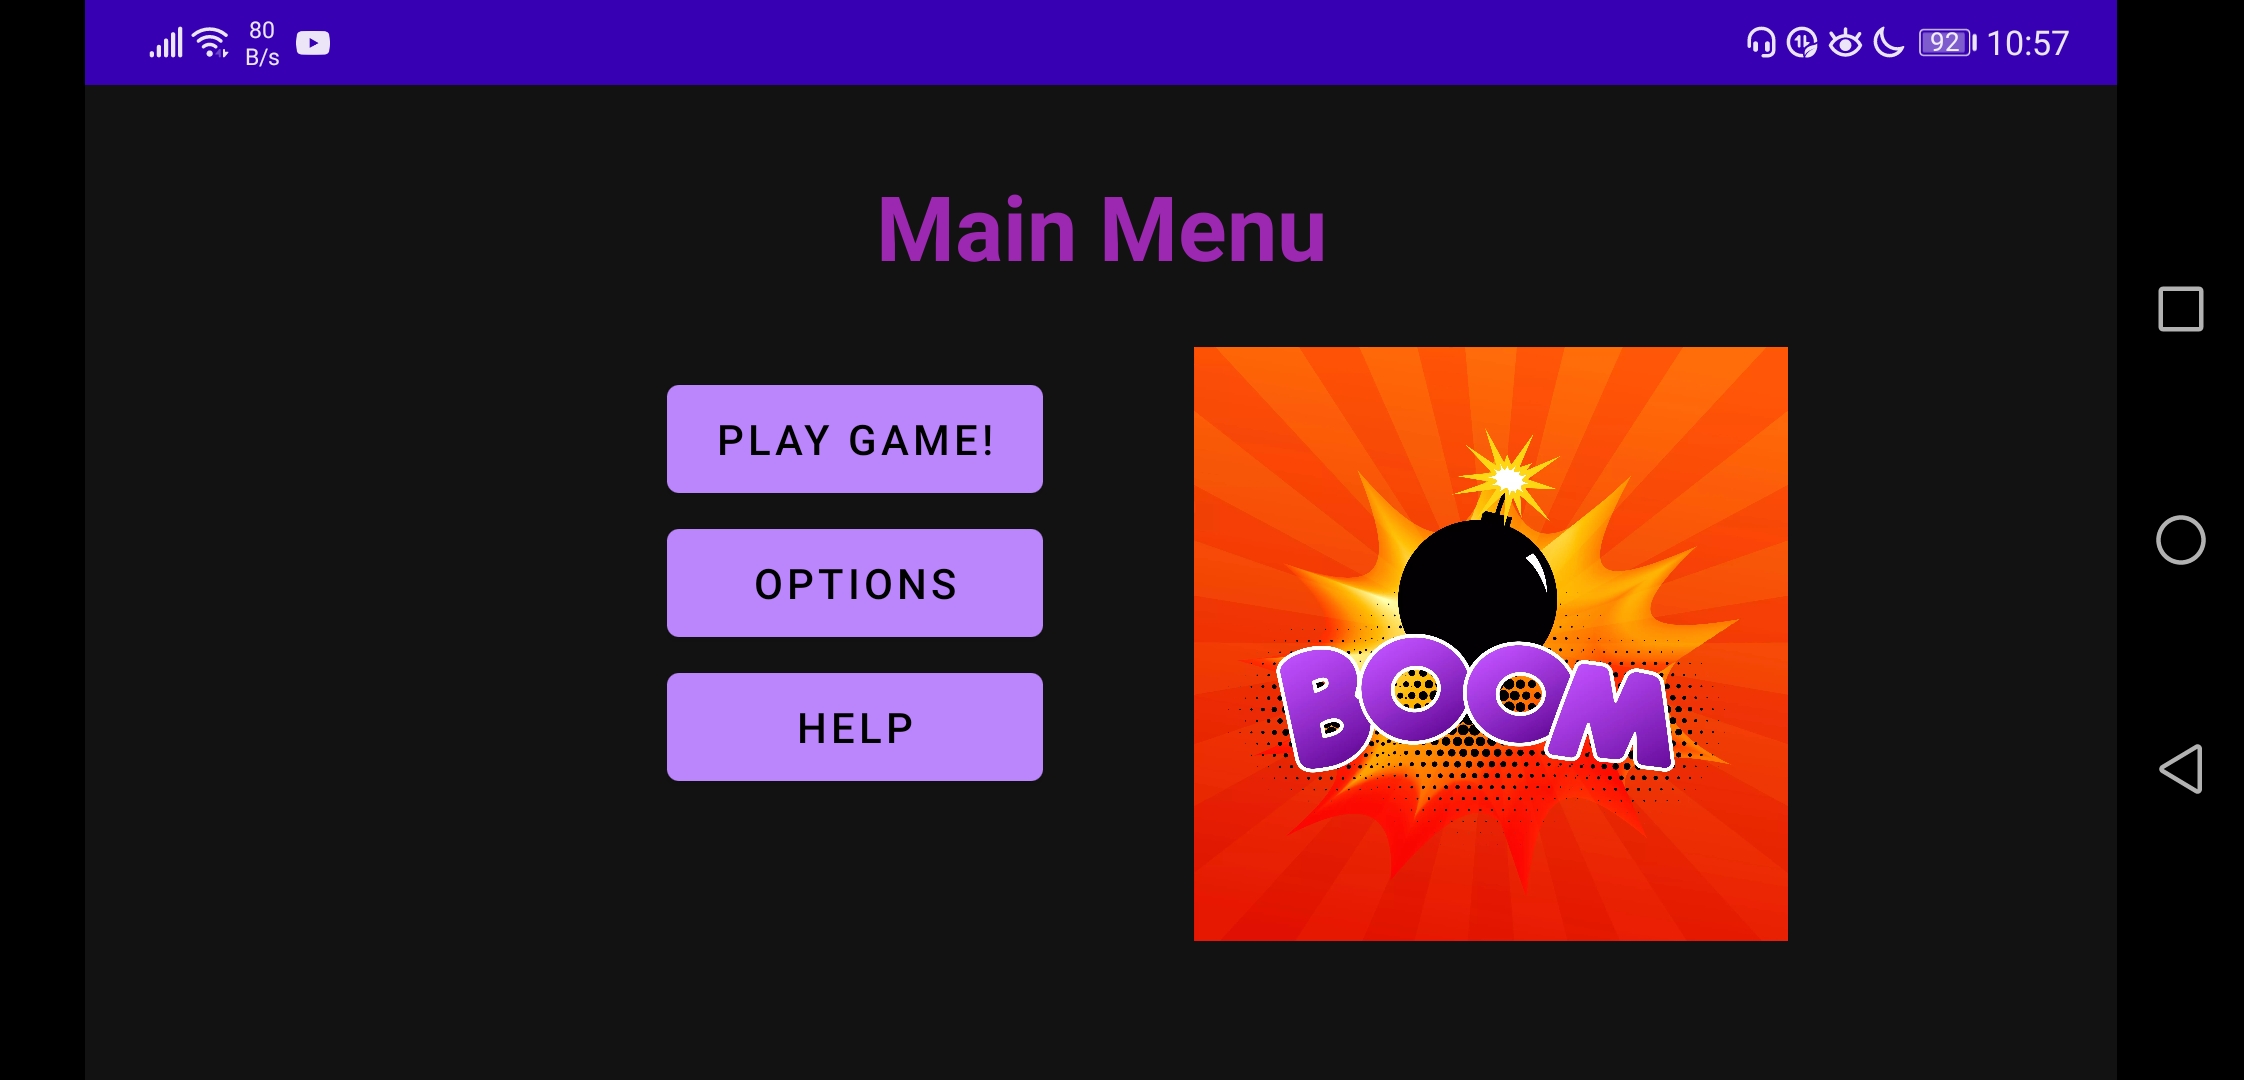 80
B/s
92 10:57
Main Menu
PLAY GAME!
OPTIONS
HELP
BOOM